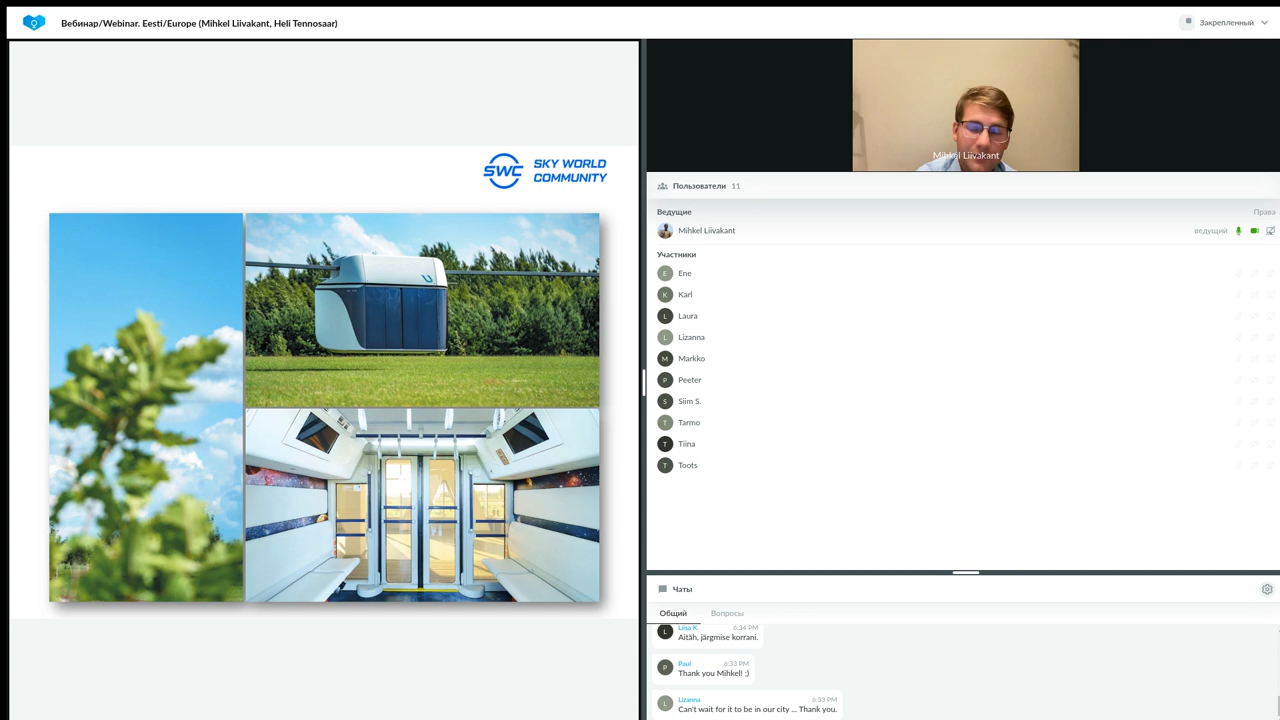 Вебинар/Webinar. Eesti/Europe (Mihkel Liivakant, Heli Tennosaar)
Закрепленный
SWC SKY WORLD
COMMUNITY
U
Mihkel Liivakant
Пользователи 11
Ведущие Права
Mihkel Liivakant ведущий
Участники
E Ene
K Karl
L Laura
L Lizanna
M Markko
P Peeter
S Siim S.
T Tarmo
T Tiina
T Toots
Чаты
Общий Вопросы
L Liisa K. 6:34 PM
Aitäh, järgmise korrani.
P Paul 6:33 PM
Thank you Mihkel! ;)
L Lizanna 6:33 PM
Can't wait for it to be in our city ... Thank you.